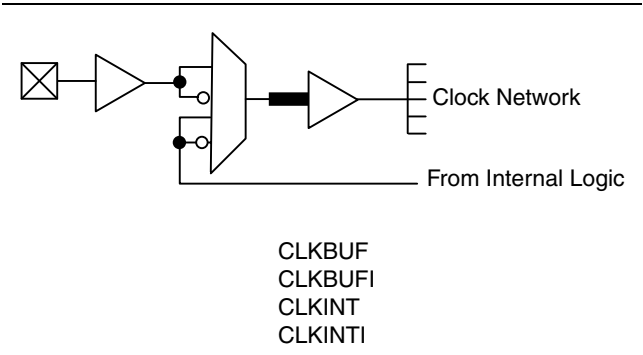 Clock Network
From Internal Logic
CLKBUF
CLKBUFI
CLKINT
CLKINTI